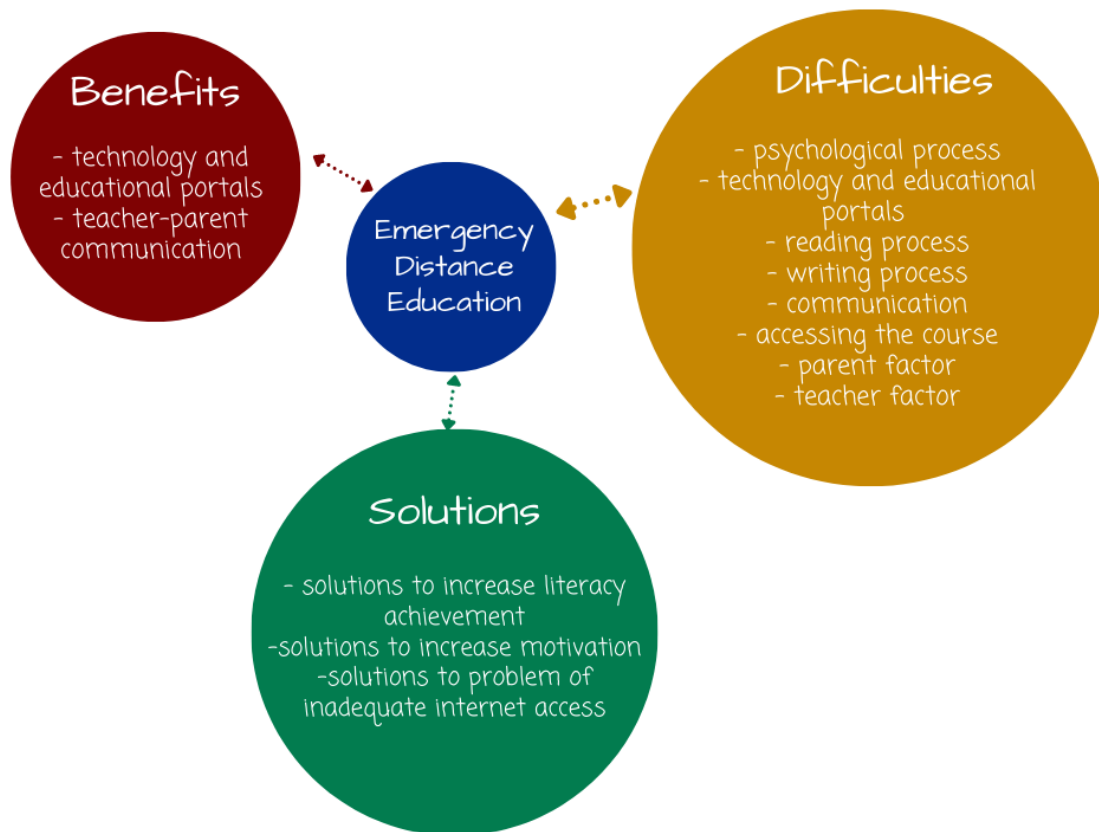 Benefits
- technology and
educational portals
- teacher-parent
communication
Emergency
Distance
Education
Difficulties
- psychological process
- technology and educational
portals
- reading process
- writing process
- communication
- accessing the course
- parent factor
- teacher factor
Solutions
- solutions to increase literacy
achievement
-solutions to increase motivation
-solutions to problem of
inadequate internet access